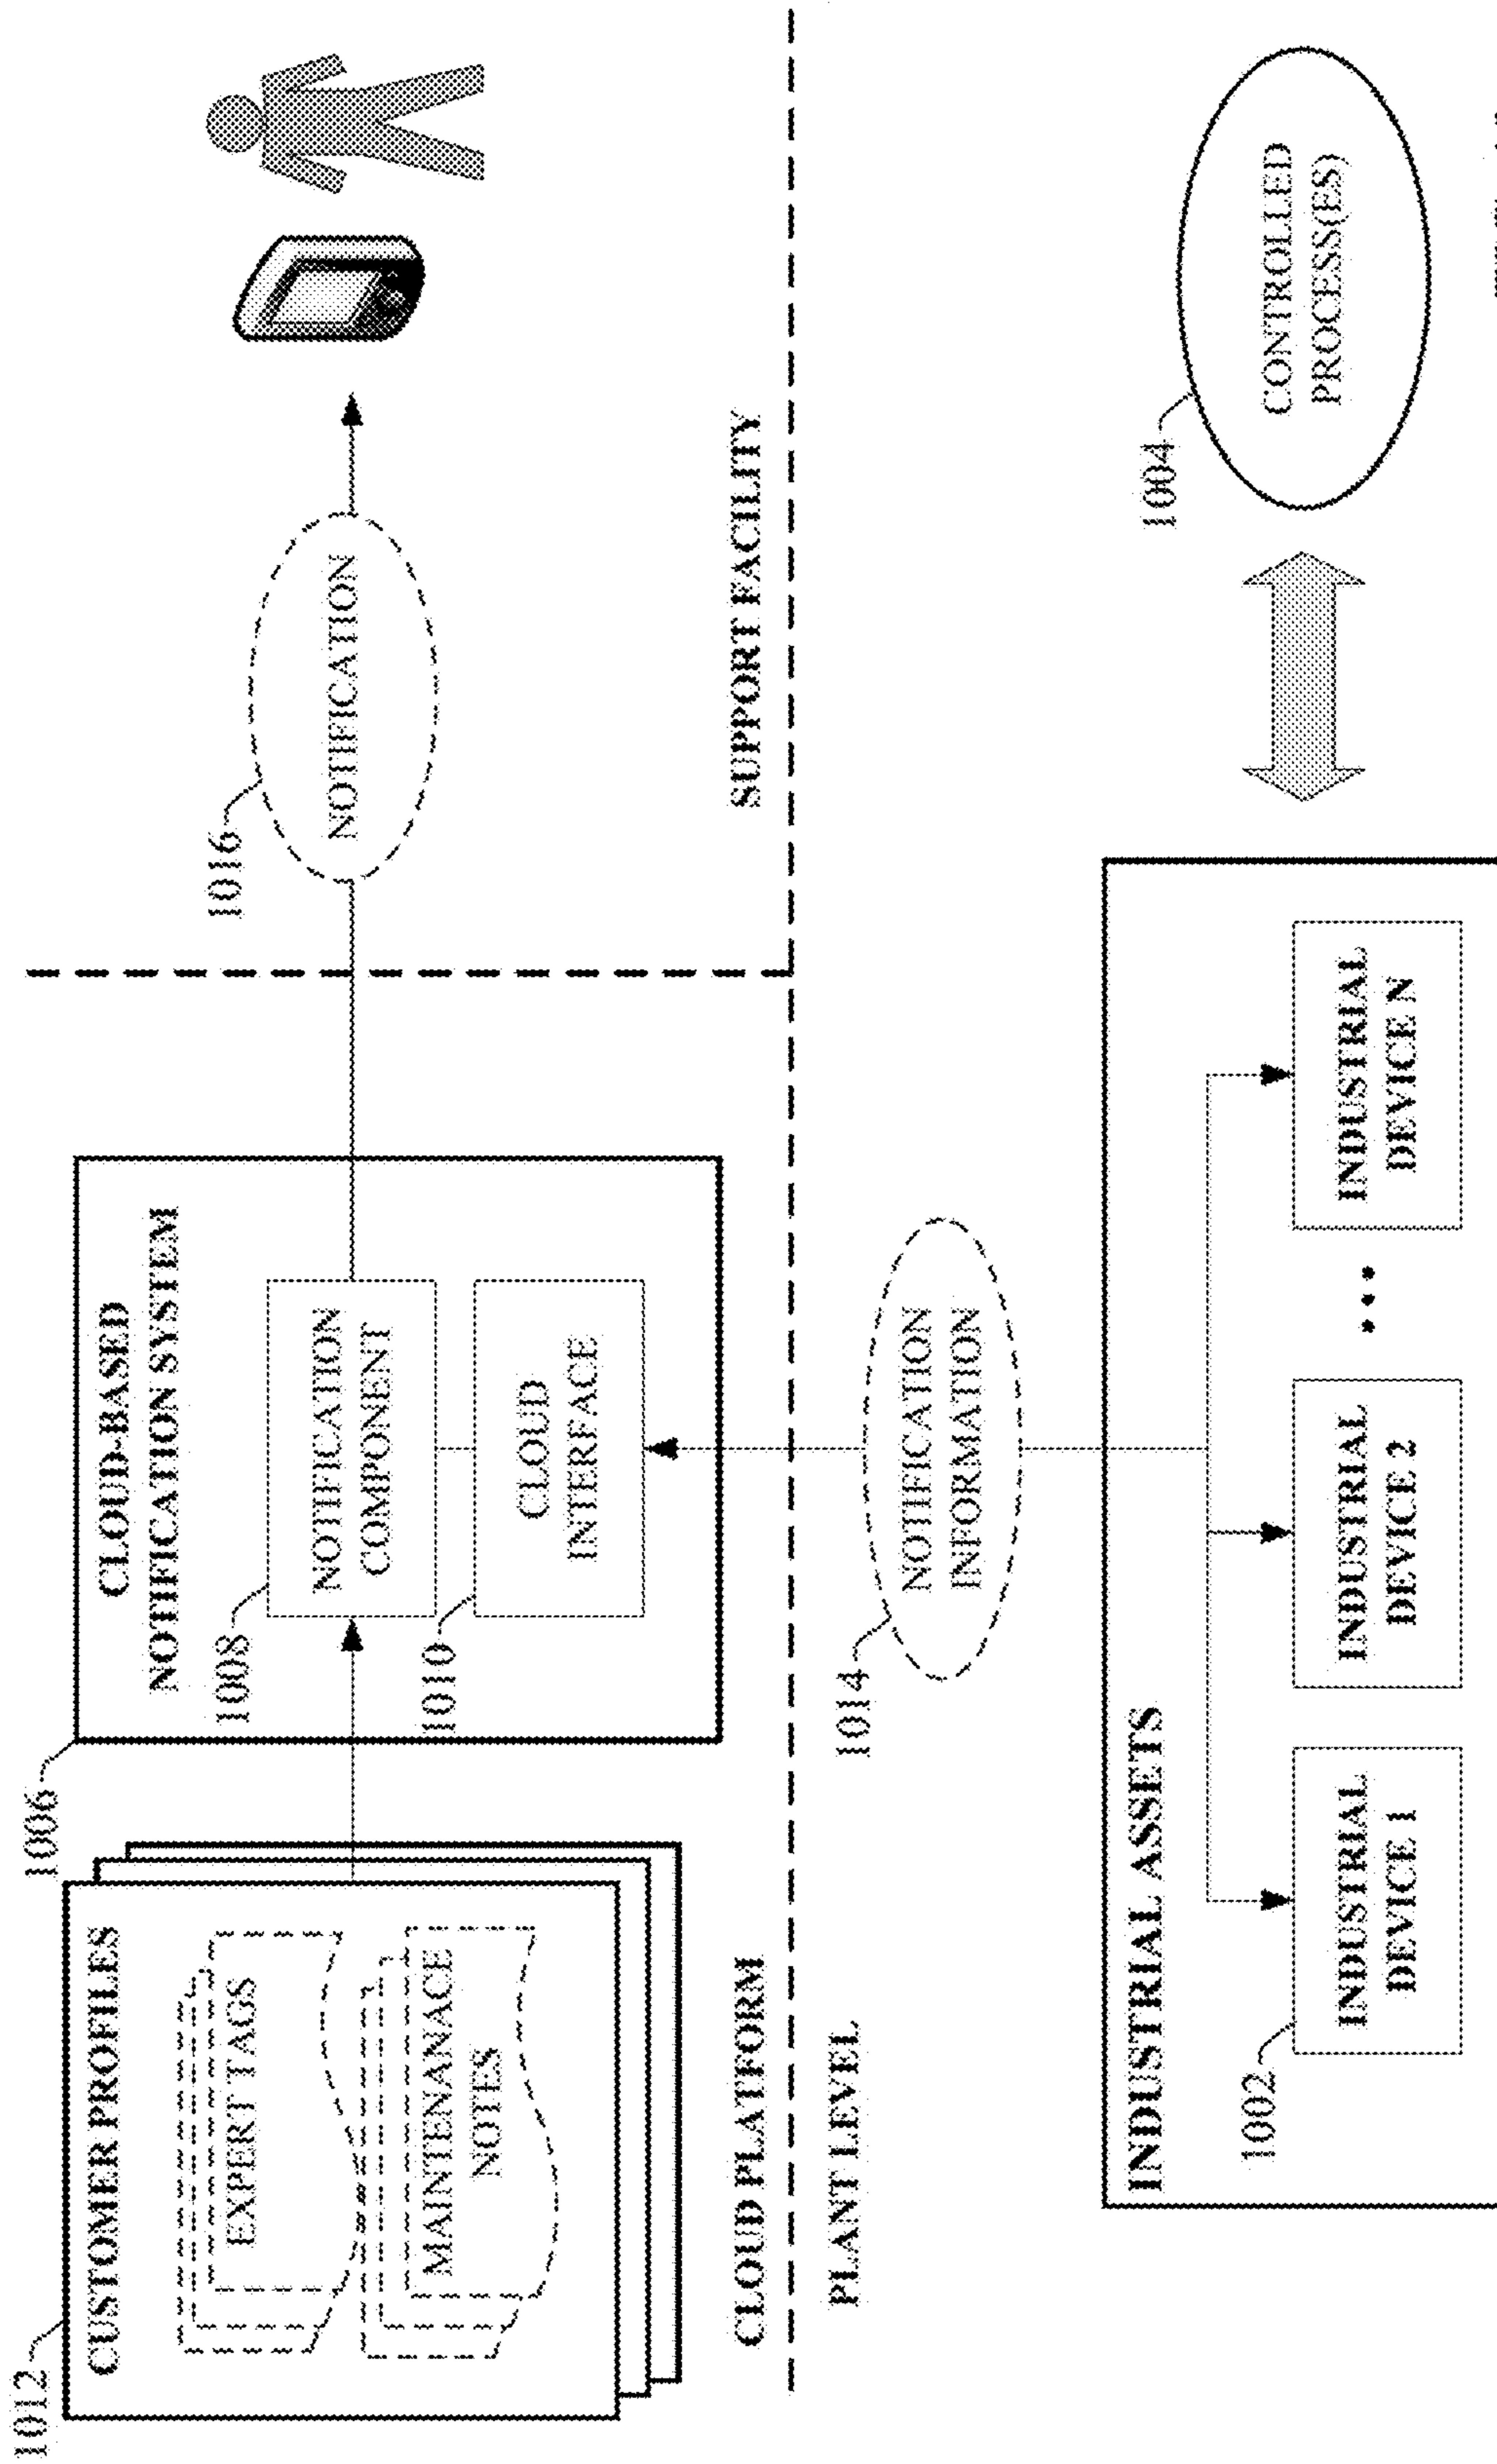 1012
CUSTOMER PROFILES
EXPERT TAGS
MAINTENANACE
NOTES
1006
CLOUD-BASED
NOTIFICATION SYSTEM
1008
NOTIFICATION
COMPONENT
1010
CLOUD
INTERFACE
1016
NOTIFICATION
CLOUD PLATFORM
SUPPORT FACILITY
PLANT LEVEL
1014
NOTIFICATION
INFORMATION
INDUSTRIAL ASSETS
1002
INDUSTRIAL
DEVICE 1
INDUSTRIAL
DEVICE 2
•••
INDUSTRIAL
DEVICE N
1004
CONTROLLED
PROCESS(ES)